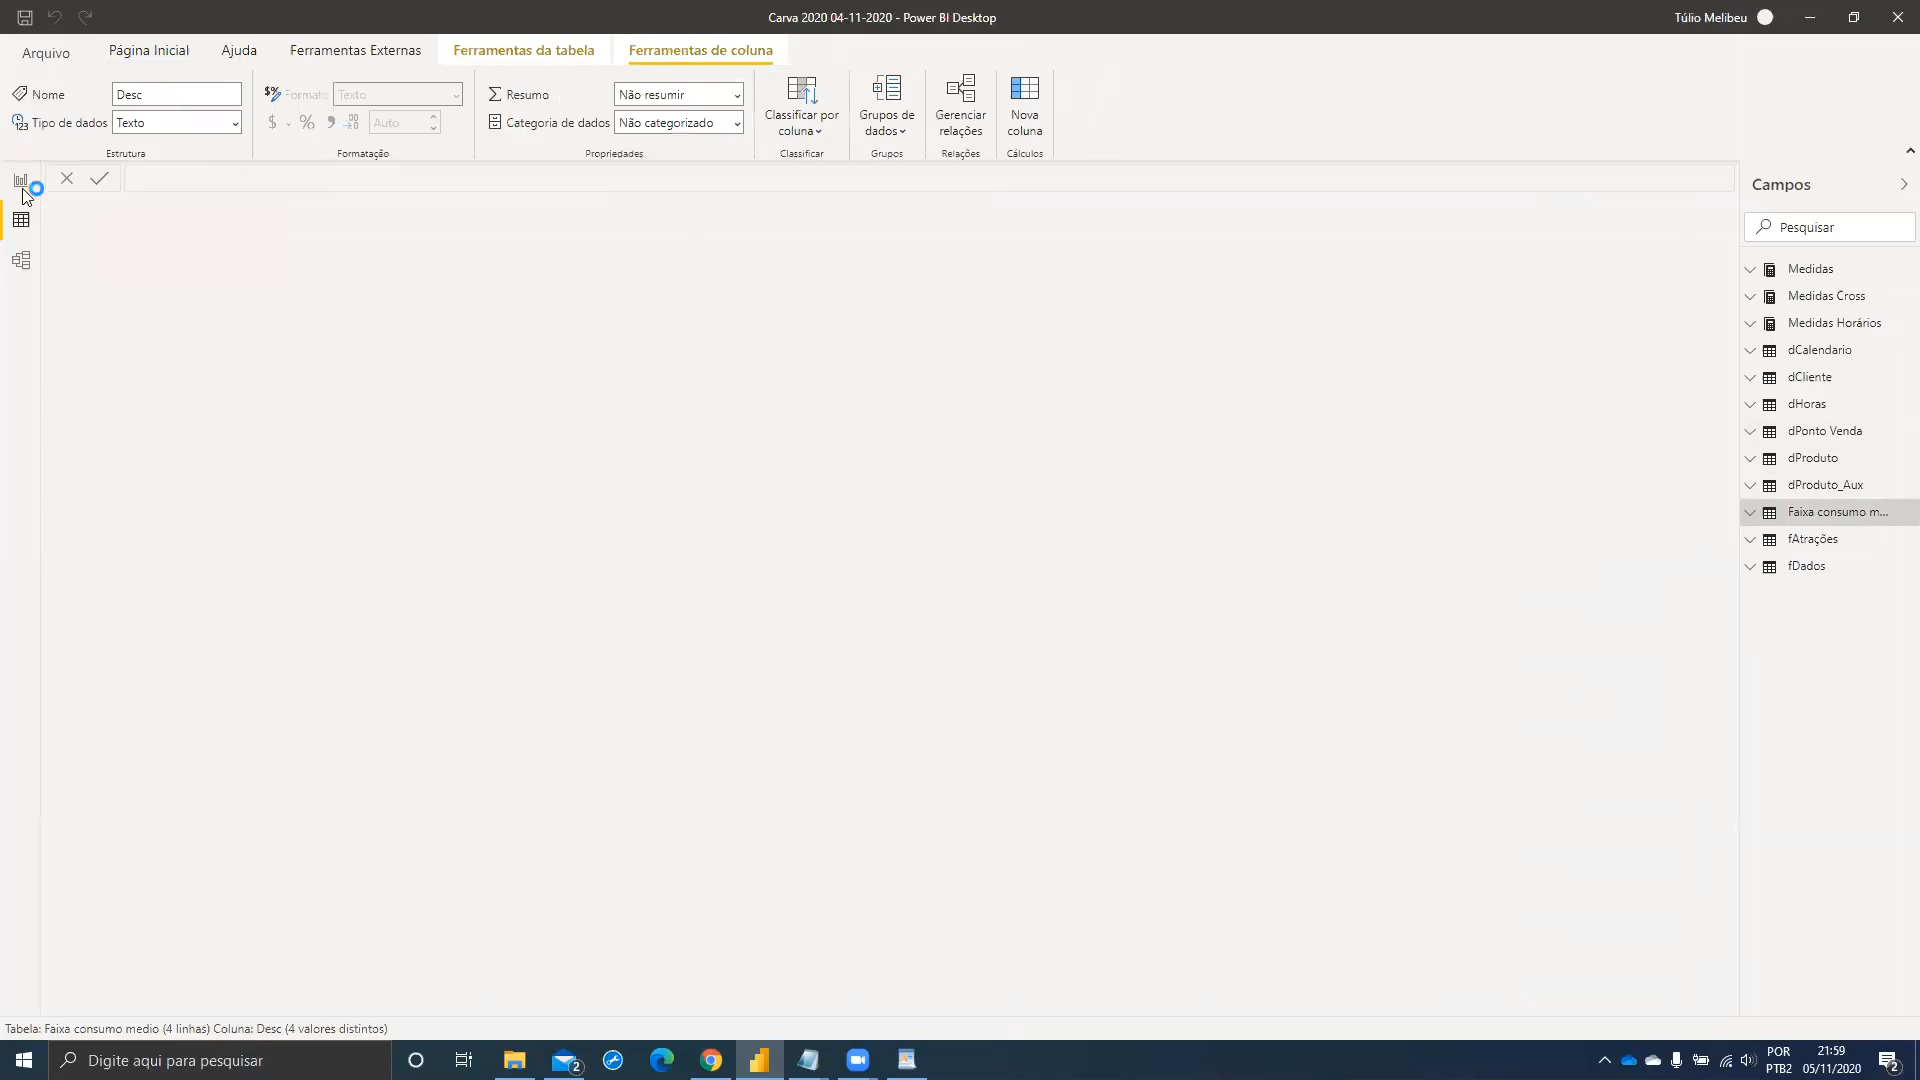 Carva 2020 04-11-2020 - Power BI Desktop
Túlio Melibeu
Arquivo
Página Inicial
Ajuda
Ferramentas Externas
Ferramentas da tabela
Ferramentas de coluna
Nome
Desc
Tipo de dados
Texto
Estrutura
Formato
Texto
$ % 9 .00
Auto
Formatação
Resumo
Não resumir
Categoria de dados
Não categorizado
Propriedades
Classificar por
coluna
Classificar
Grupos de
dados
Grupos
Gerenciar
relações
Relações
Nova
coluna
Cálculos
Campos
Pesquisar
Medidas
Medidas Cross
Medidas Horários
dCalendario
dCliente
dHoras
dPonto Venda
dProduto
dProduto_Aux
Faixa consumo m...
fAtrações
fDados
Tabela: Faixa consumo medio (4 linhas) Coluna: Desc (4 valores distintos)
Digite aqui para pesquisar
2
POR
PTB2
21:59
05/11/2020
2